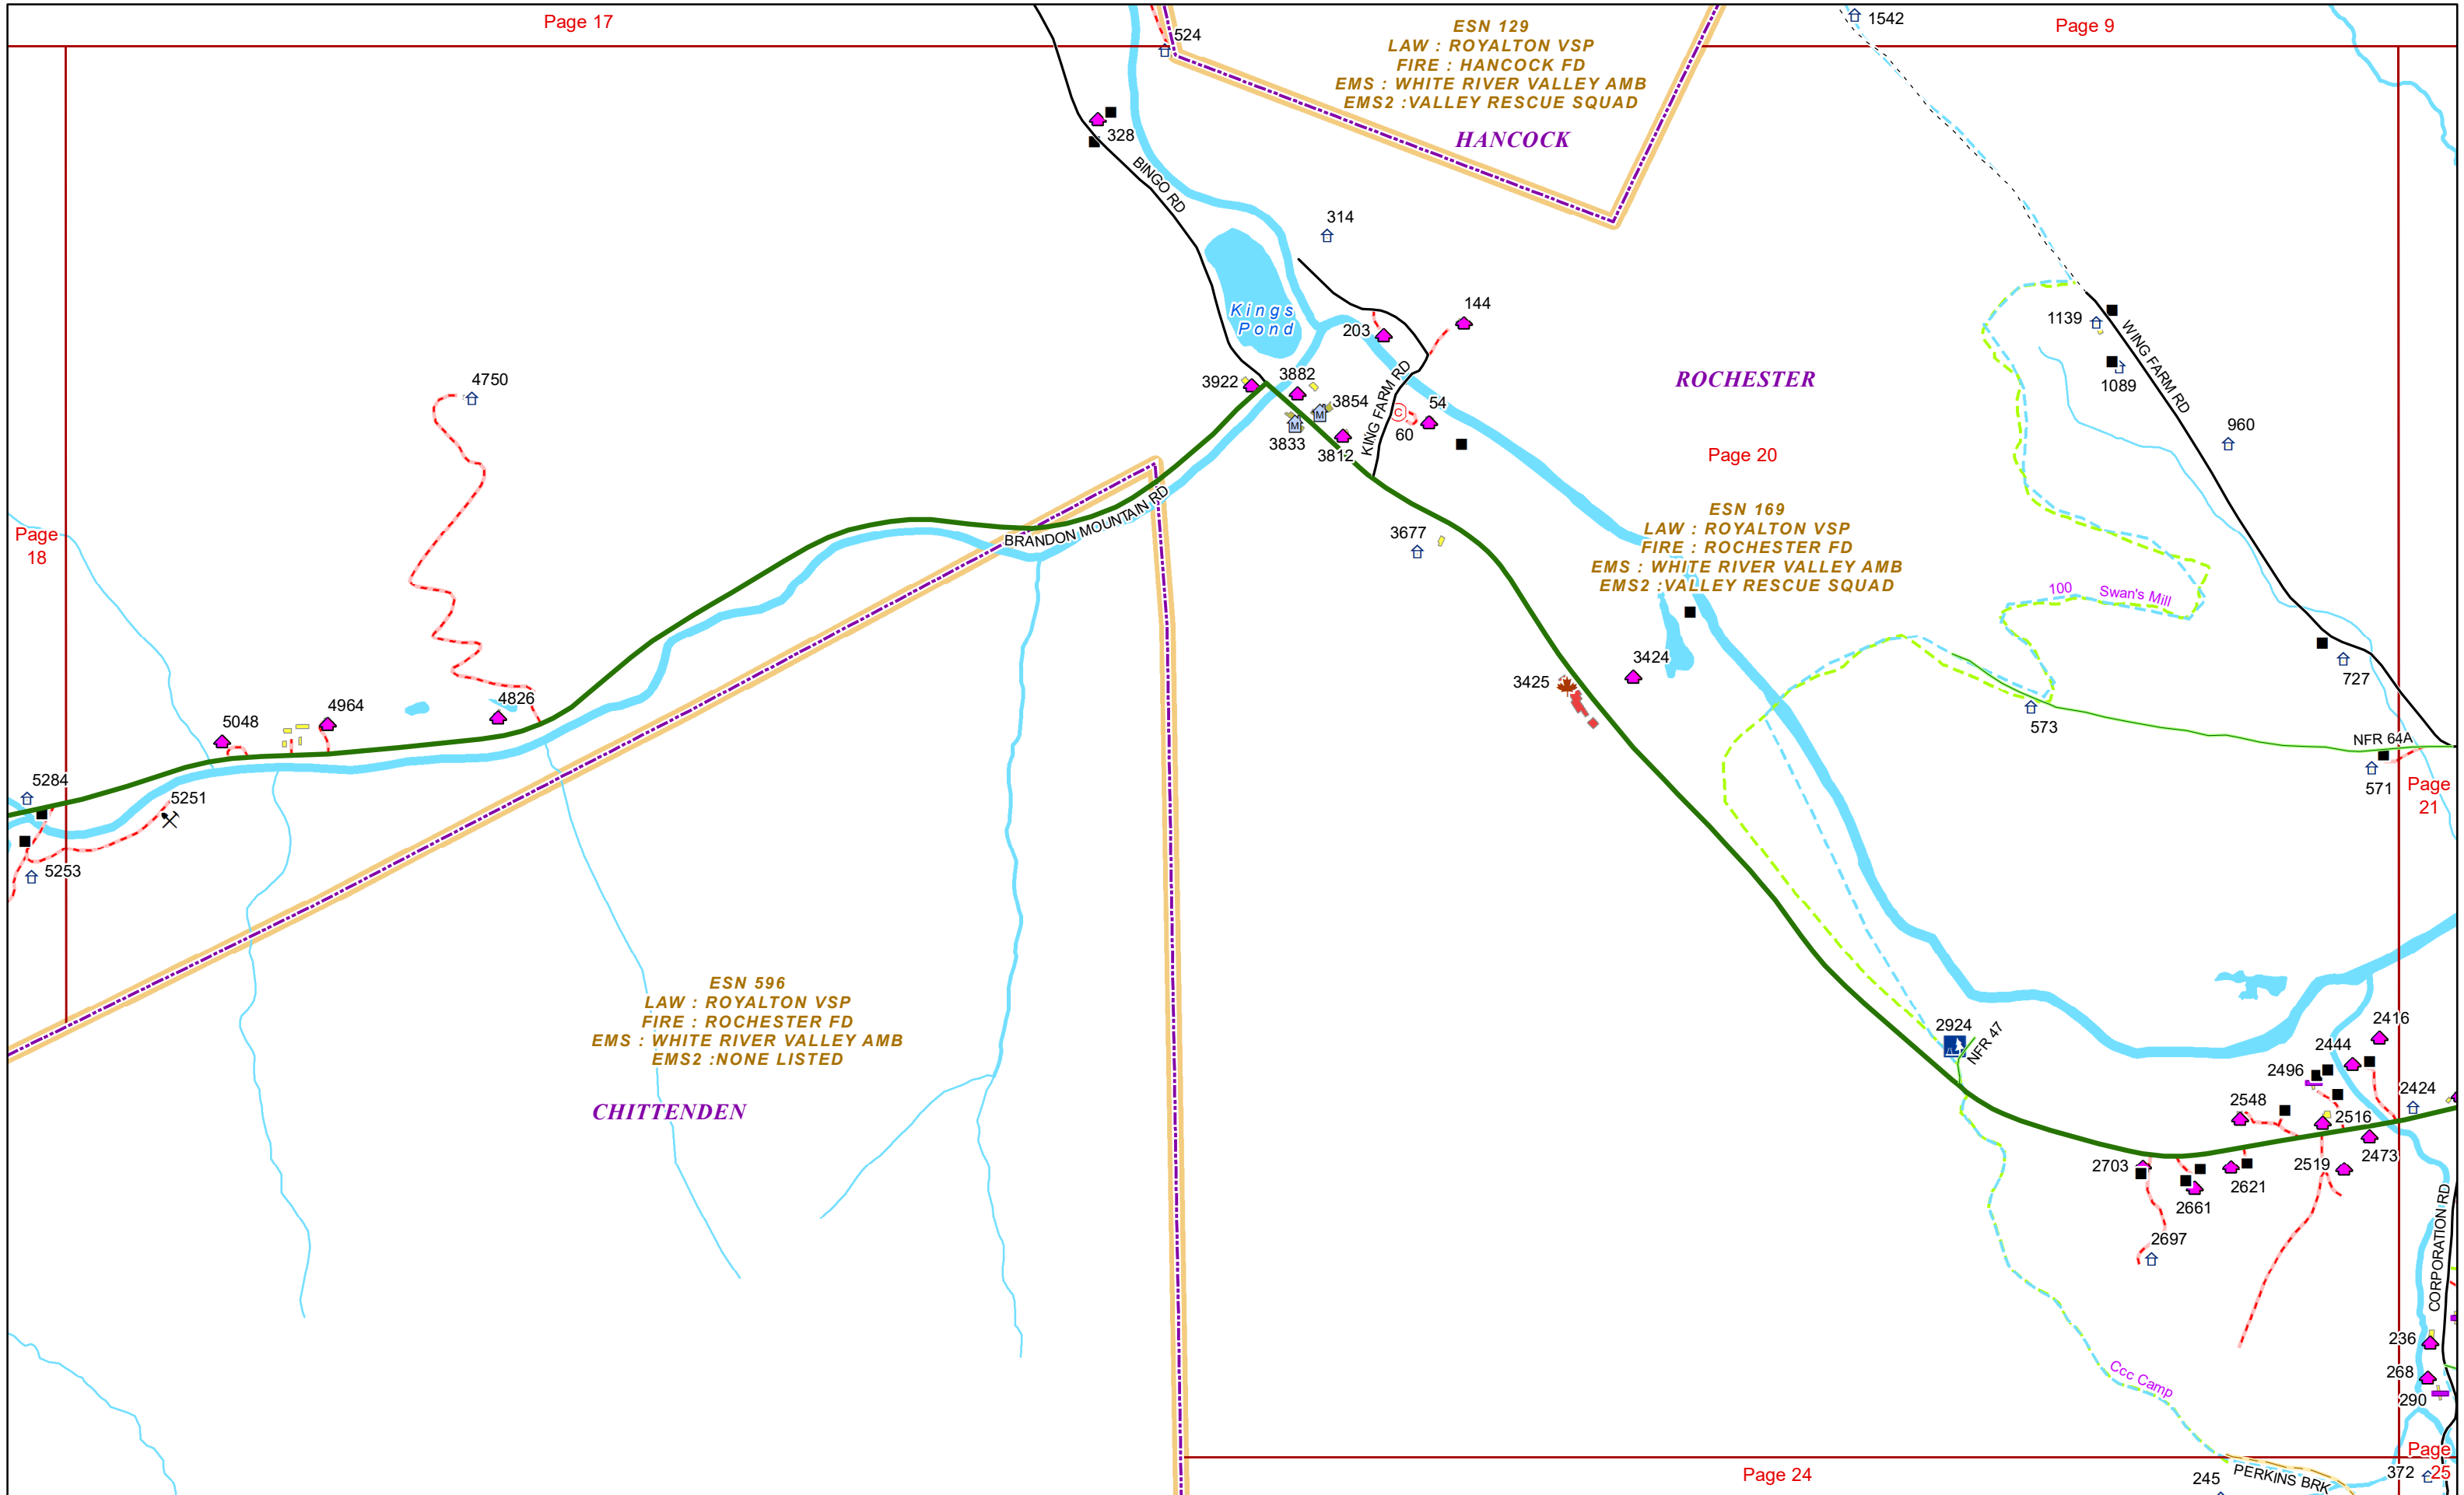 Page 17
Page 9
1542
524
ESN 129
LAW : ROYALTON VSP
FIRE : HANCOCK FD
EMS : WHITE RIVER VALLEY AMB
EMS2 :VALLEY RESCUE SQUAD
HANCOCK
328
BINGO RD
314
Kings
Pond
144
203
1139
WING FARM RD
1089
960
4750
3922
3882
3854
54
KING FARM RD
60
3833
3812
ROCHESTER
Page 20
ESN 169
LAW : ROYALTON VSP
FIRE : ROCHESTER FD
EMS : WHITE RIVER VALLEY AMB
EMS2 :VALLEY RESCUE SQUAD
BRANDON MOUNTAIN RD
3677
Page
18
100
Swan's Mill
3424
3425
727
573
NFR 64A
571
Page
21
5048
4964
4826
5284
5251
5253
ESN 596
LAW : ROYALTON VSP
FIRE : ROCHESTER FD
EMS : WHITE RIVER VALLEY AMB
EMS2 :NONE LISTED
CHITTENDEN
2924
NFR 47
2416
2444
2496
2424
2548
2516
2473
2703
2519
2621
2661
2697
CORPORATION RD
236
268
290
Ccc Camp
Page
25
Page 24
245
PERKINS BRK
372
C
M
M